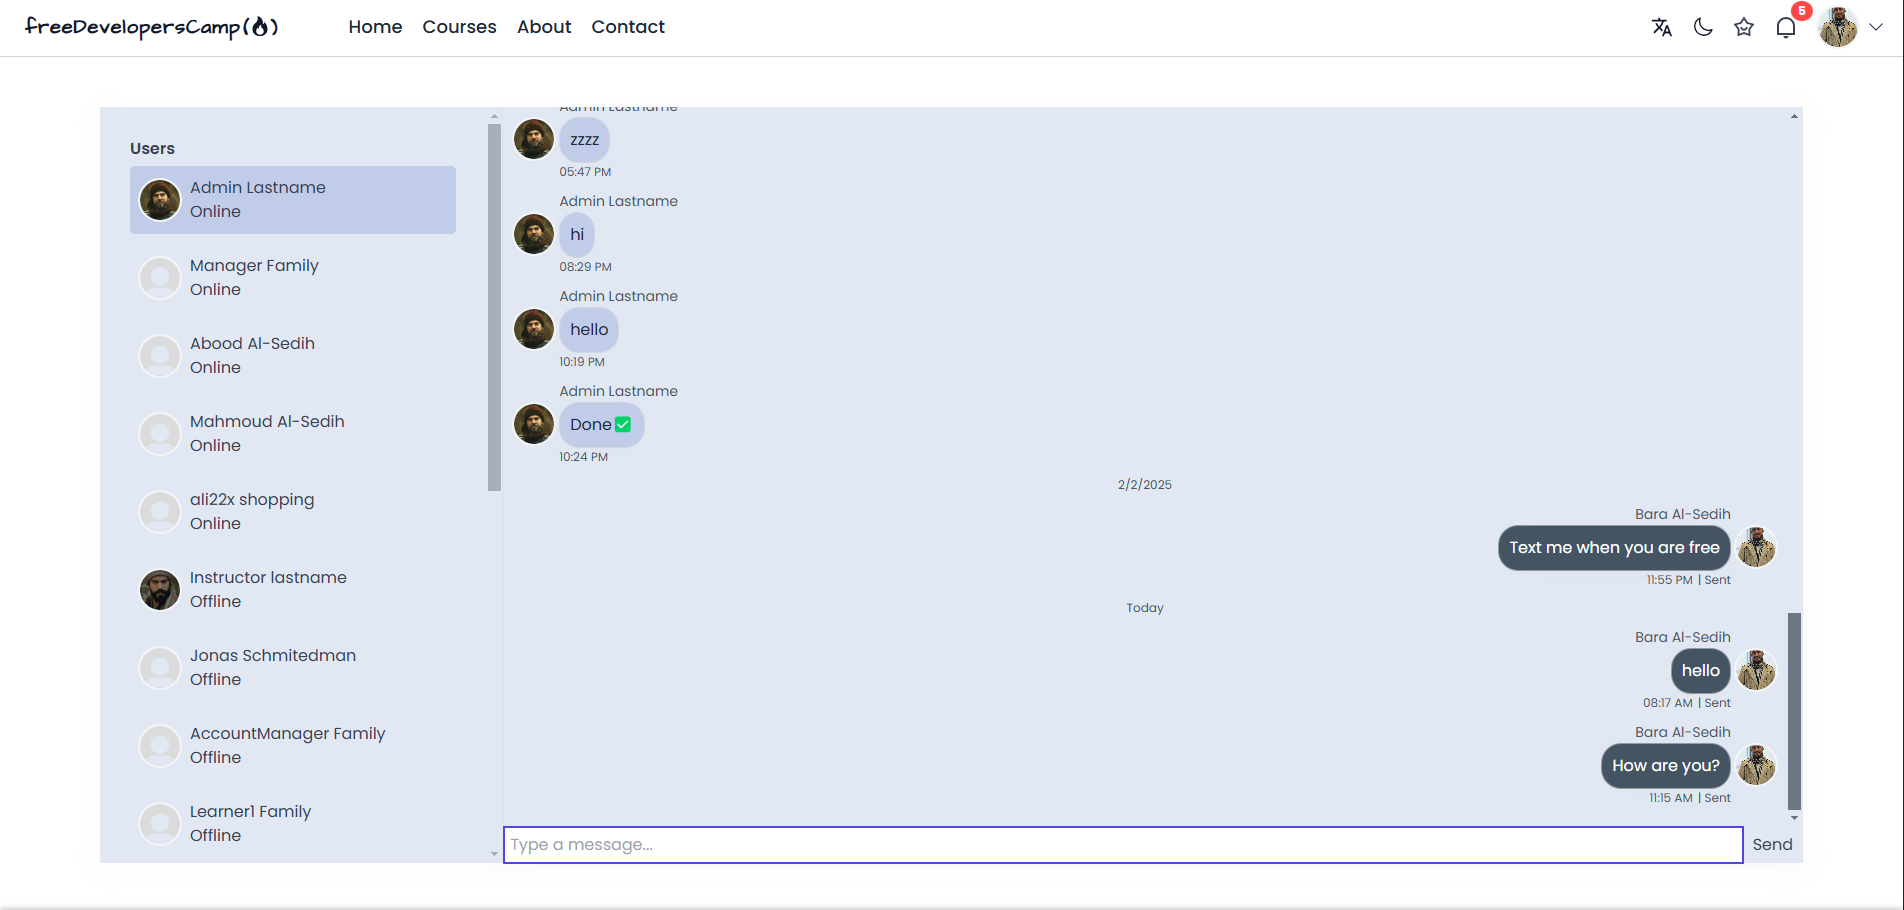 freeDevelopersCamp()
Home Courses About Contact
5
Users
Admin Lastname
Online
Manager Family
Online
Abood Al-Sedih
Online
Mahmoud Al-Sedih
Online
ali22x shopping
Online
Instructor lastname
Offline
Jonas Schmitedman
Offline
AccountManager Family
Offline
Learner1 Family
Offline
Admin Lastname
zzzz
05:47 PM
Admin Lastname
hi
08:29 PM
Admin Lastname
hello
10:19 PM
Admin Lastname
Done✅
10:24 PM
2/2/2025
Bara Al-Sedih
Text me when you are free
11:55 PM | Sent
Today
Bara Al-Sedih
hello
08:17 AM | Sent
Bara Al-Sedih
How are you?
11:15 AM | Sent
Type a message...
Send